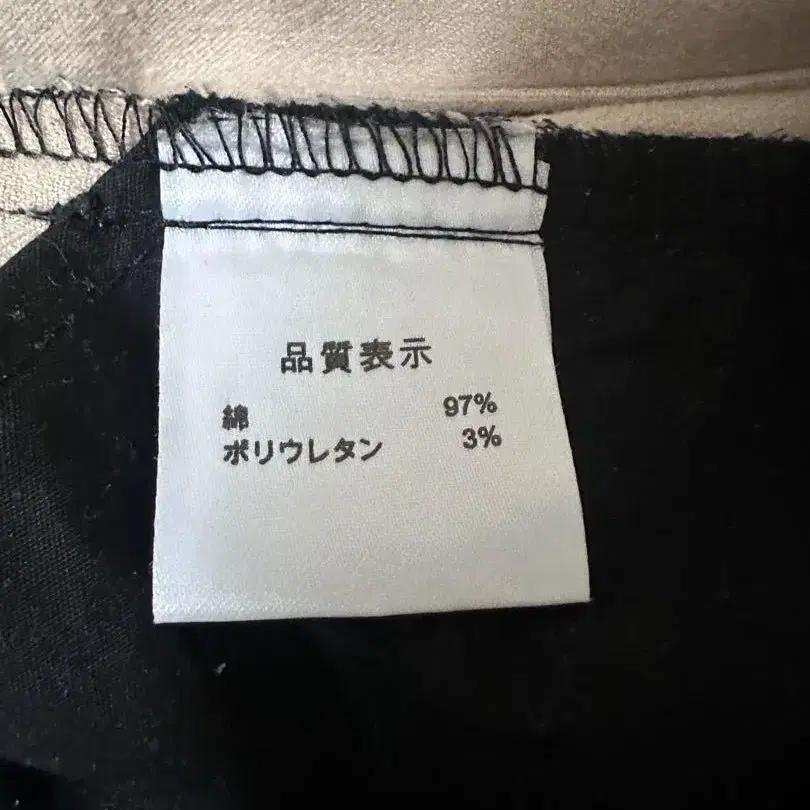 品質表示
綿 97%
ポリウレタン 3%